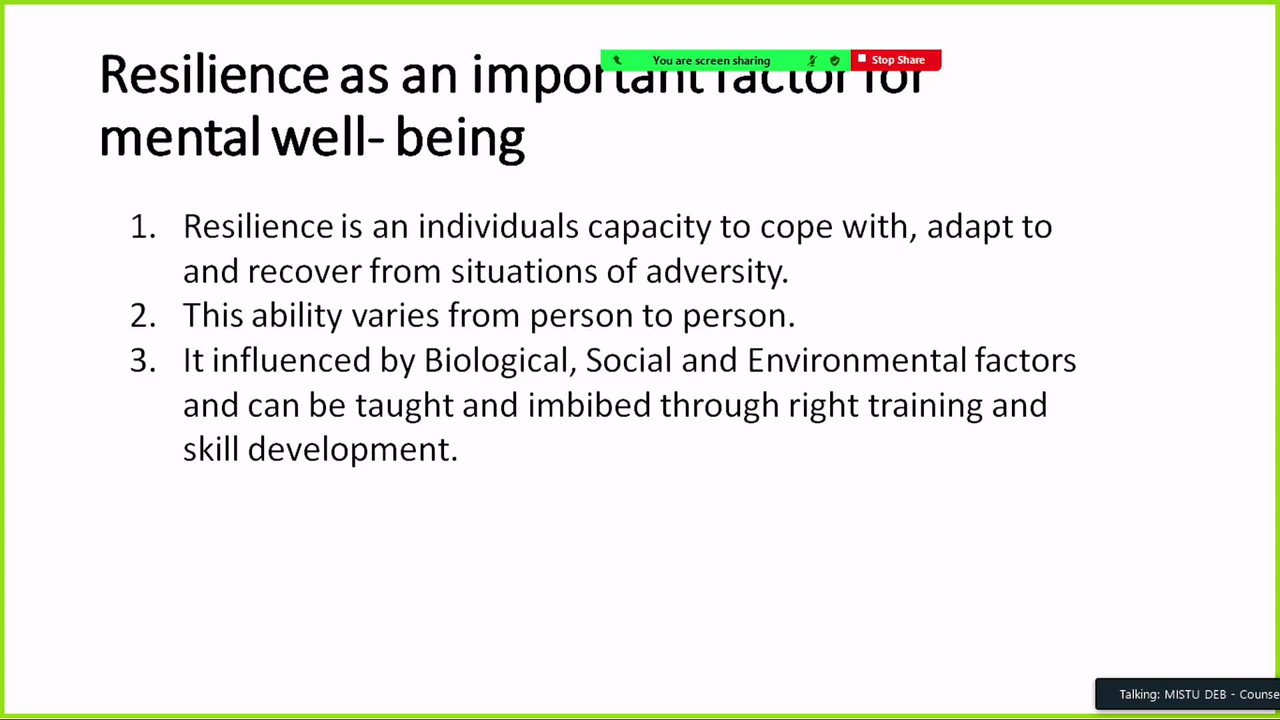 You are screen sharing
Stop Share
Resilience as an important factor for
mental well- being
1. Resilience is an individuals capacity to cope with, adapt to
and recover from situations of adversity.
2. This ability varies from person to person.
3. It influenced by Biological, Social and Environmental factors
and can be taught and imbibed through right training and
skill development.
Talking: MISTU DEB - Counse